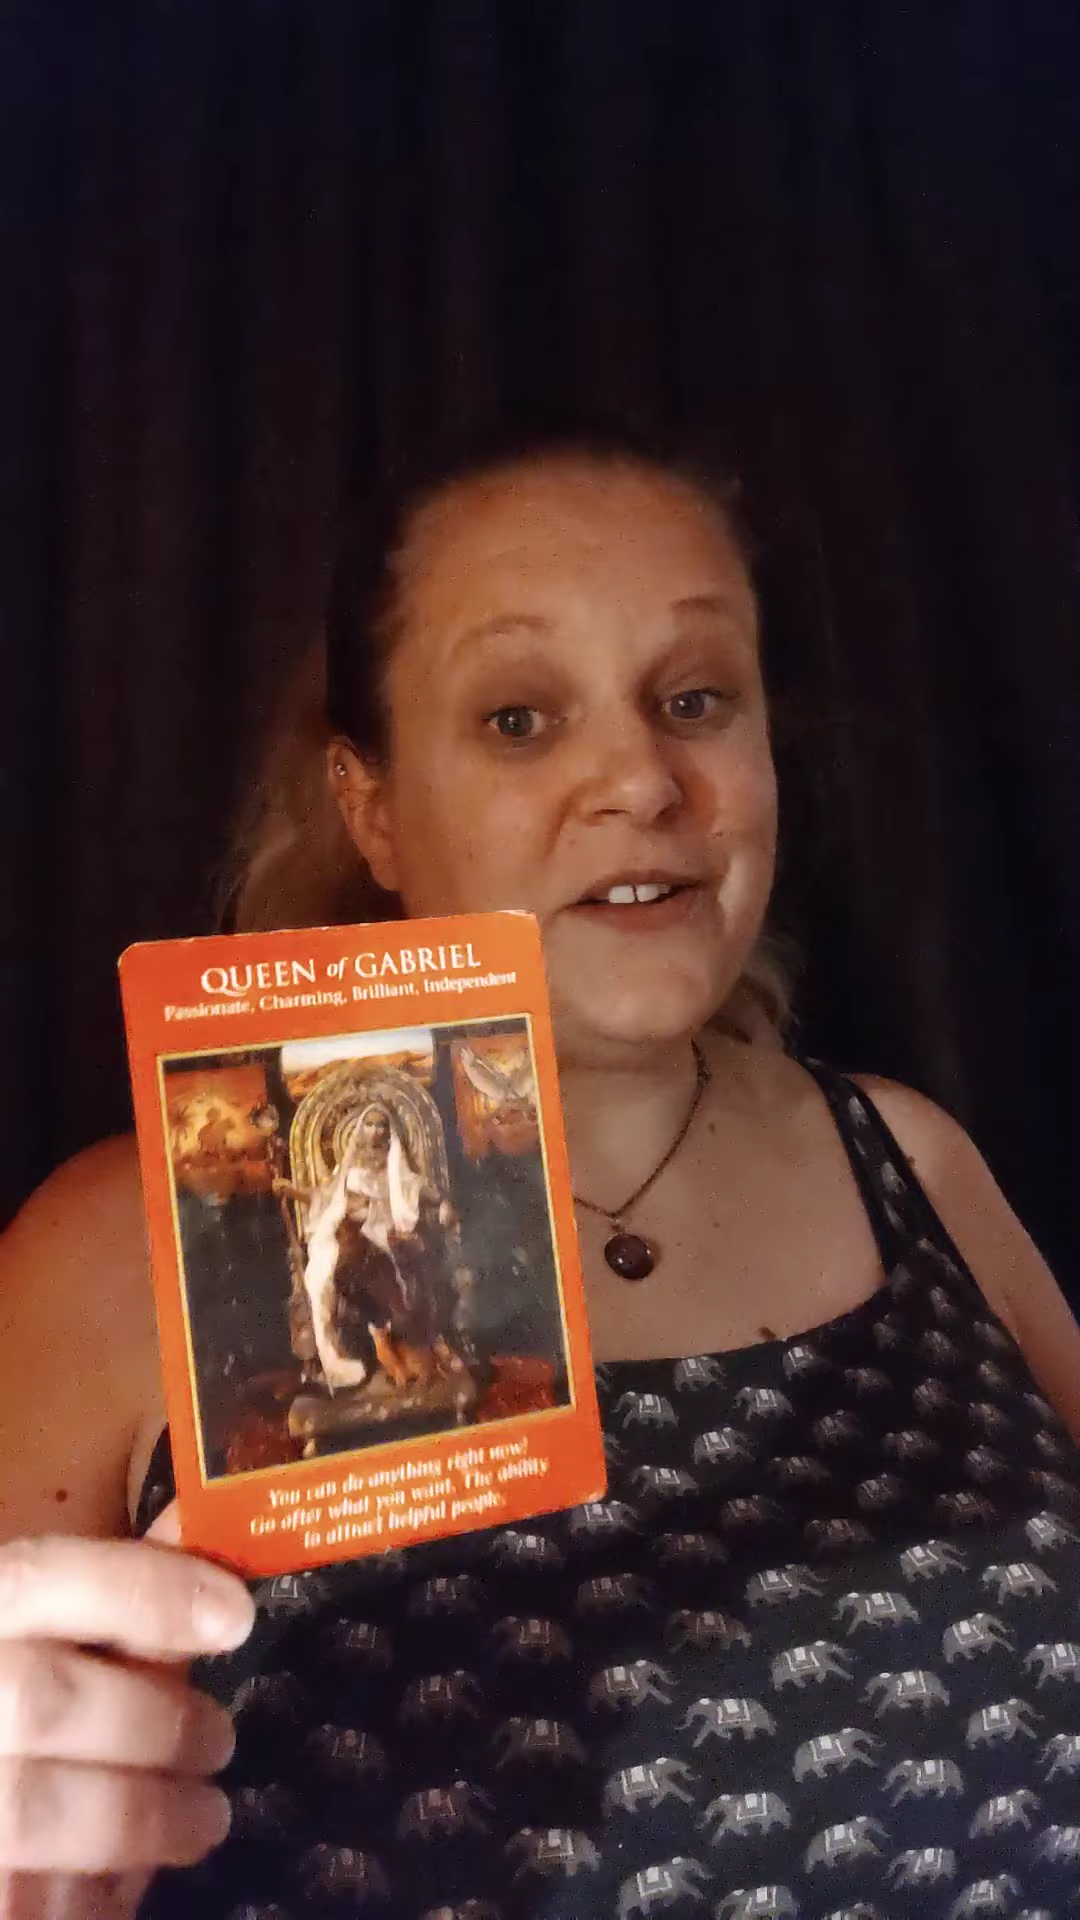 QUEEN of GABRIEL
Passionate, Charming, Brilliant, Independent
You can do anything right now!
Go after what you want. The ability
to attract helpful people.